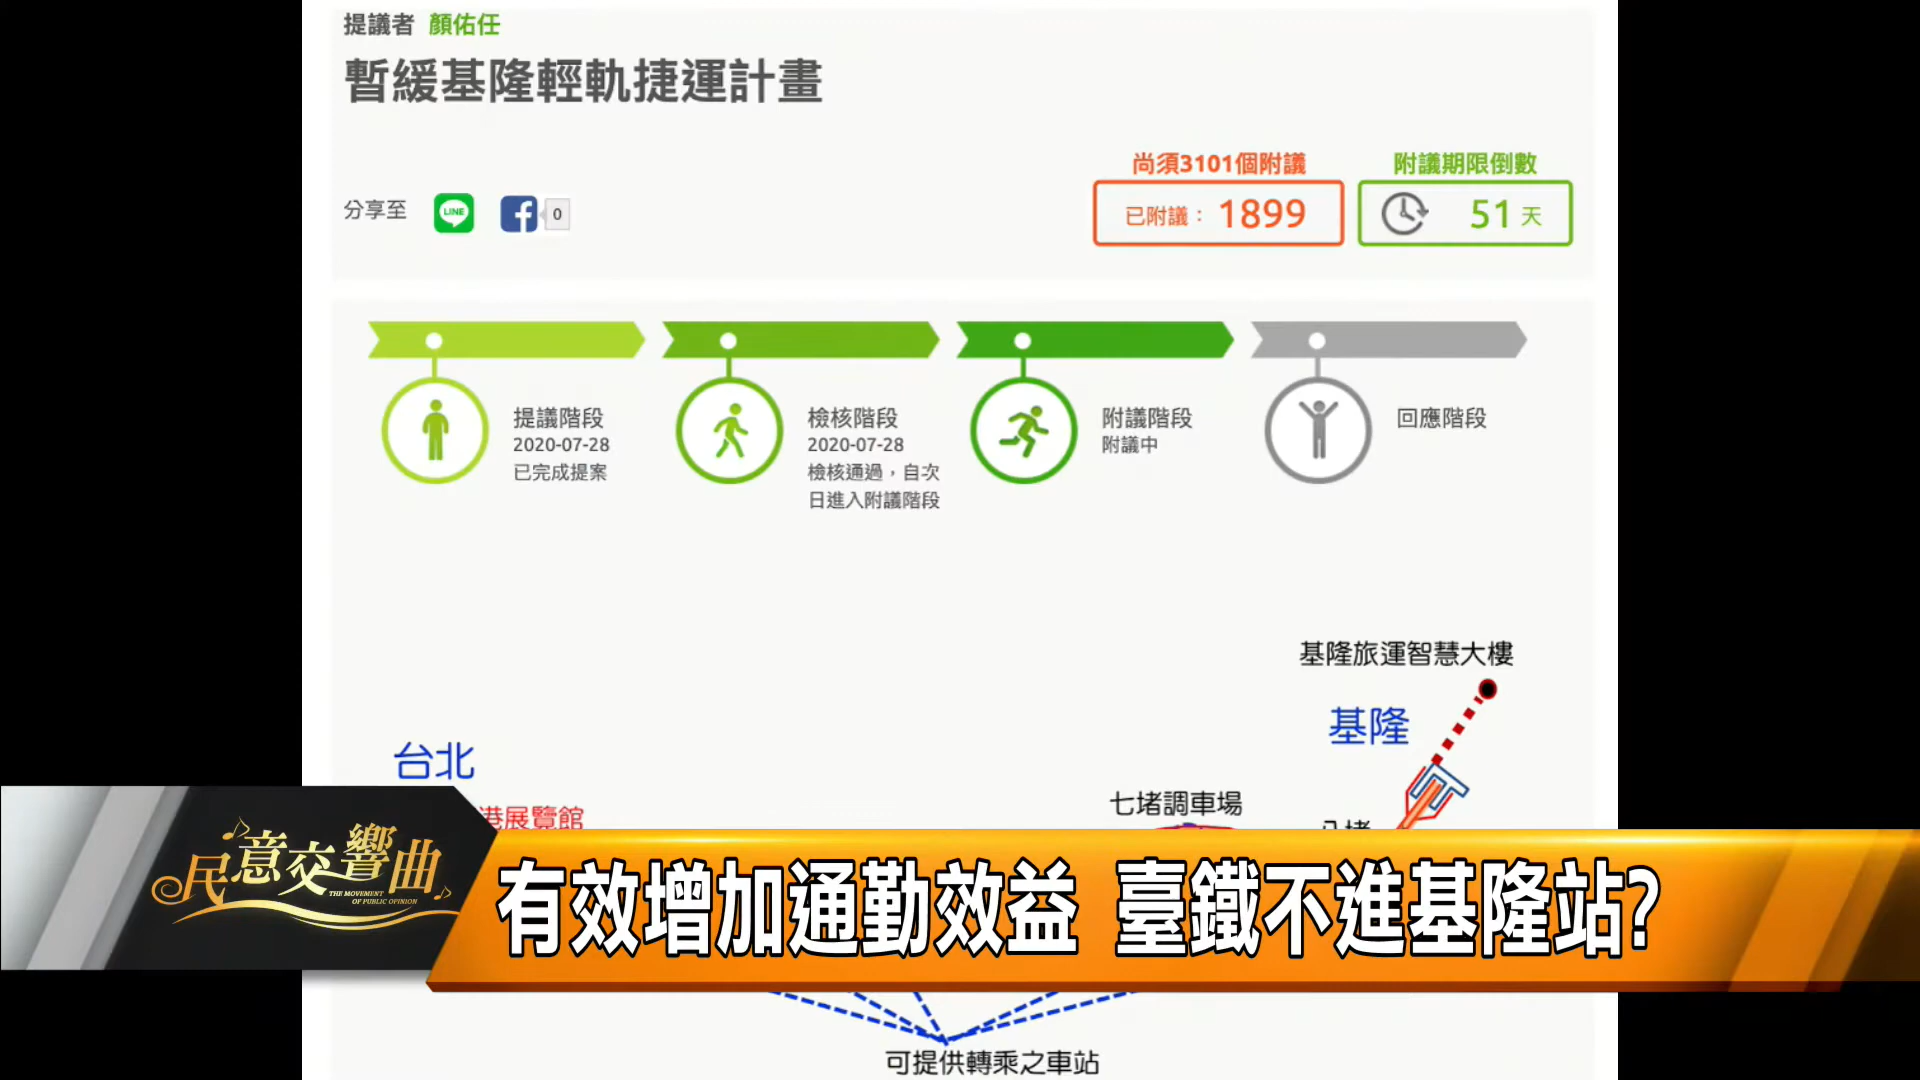 提議者 顏佑任
暫緩基隆輕軌捷運計畫
尚須3101個附議
附議期限倒數
分享至
LINE
0
已附議： 1899
51 天
提議階段
2020-07-28
已完成提案
檢核階段
2020-07-28
檢核通過，自次
日進入附議階段
附議階段
附議中
回應階段
基隆旅運智慧大樓
基隆
台北
七堵調車場
港展覽館
八堵
民意交響曲
THE MOVEMENT
OF PUBLIC OPINION
有效增加通勤效益 臺鐵不進基隆站?
可提供轉乘之車站